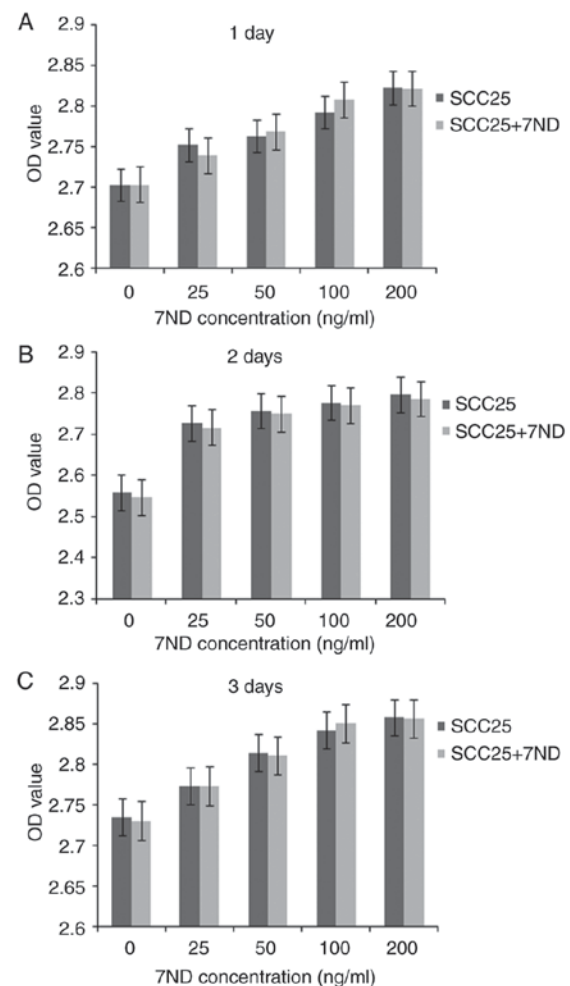 A
1 day
2.9
2.85
2.8
2.75
2.7
2.65
2.6
OD value
SCC25
SCC25+7ND
0 25 50 100 200
7ND concentration (ng/ml)
B
2 days
2.9
2.8
2.7
2.6
2.5
2.4
2.3
OD value
SCC25
SCC25+7ND
0 25 50 100 200
7ND concentration (ng/ml)
C
3 days
2.9
2.85
2.8
2.75
2.7
2.65
2.6
OD value
SCC25
SCC25+7ND
0 25 50 100 200
7ND concentration (ng/ml)